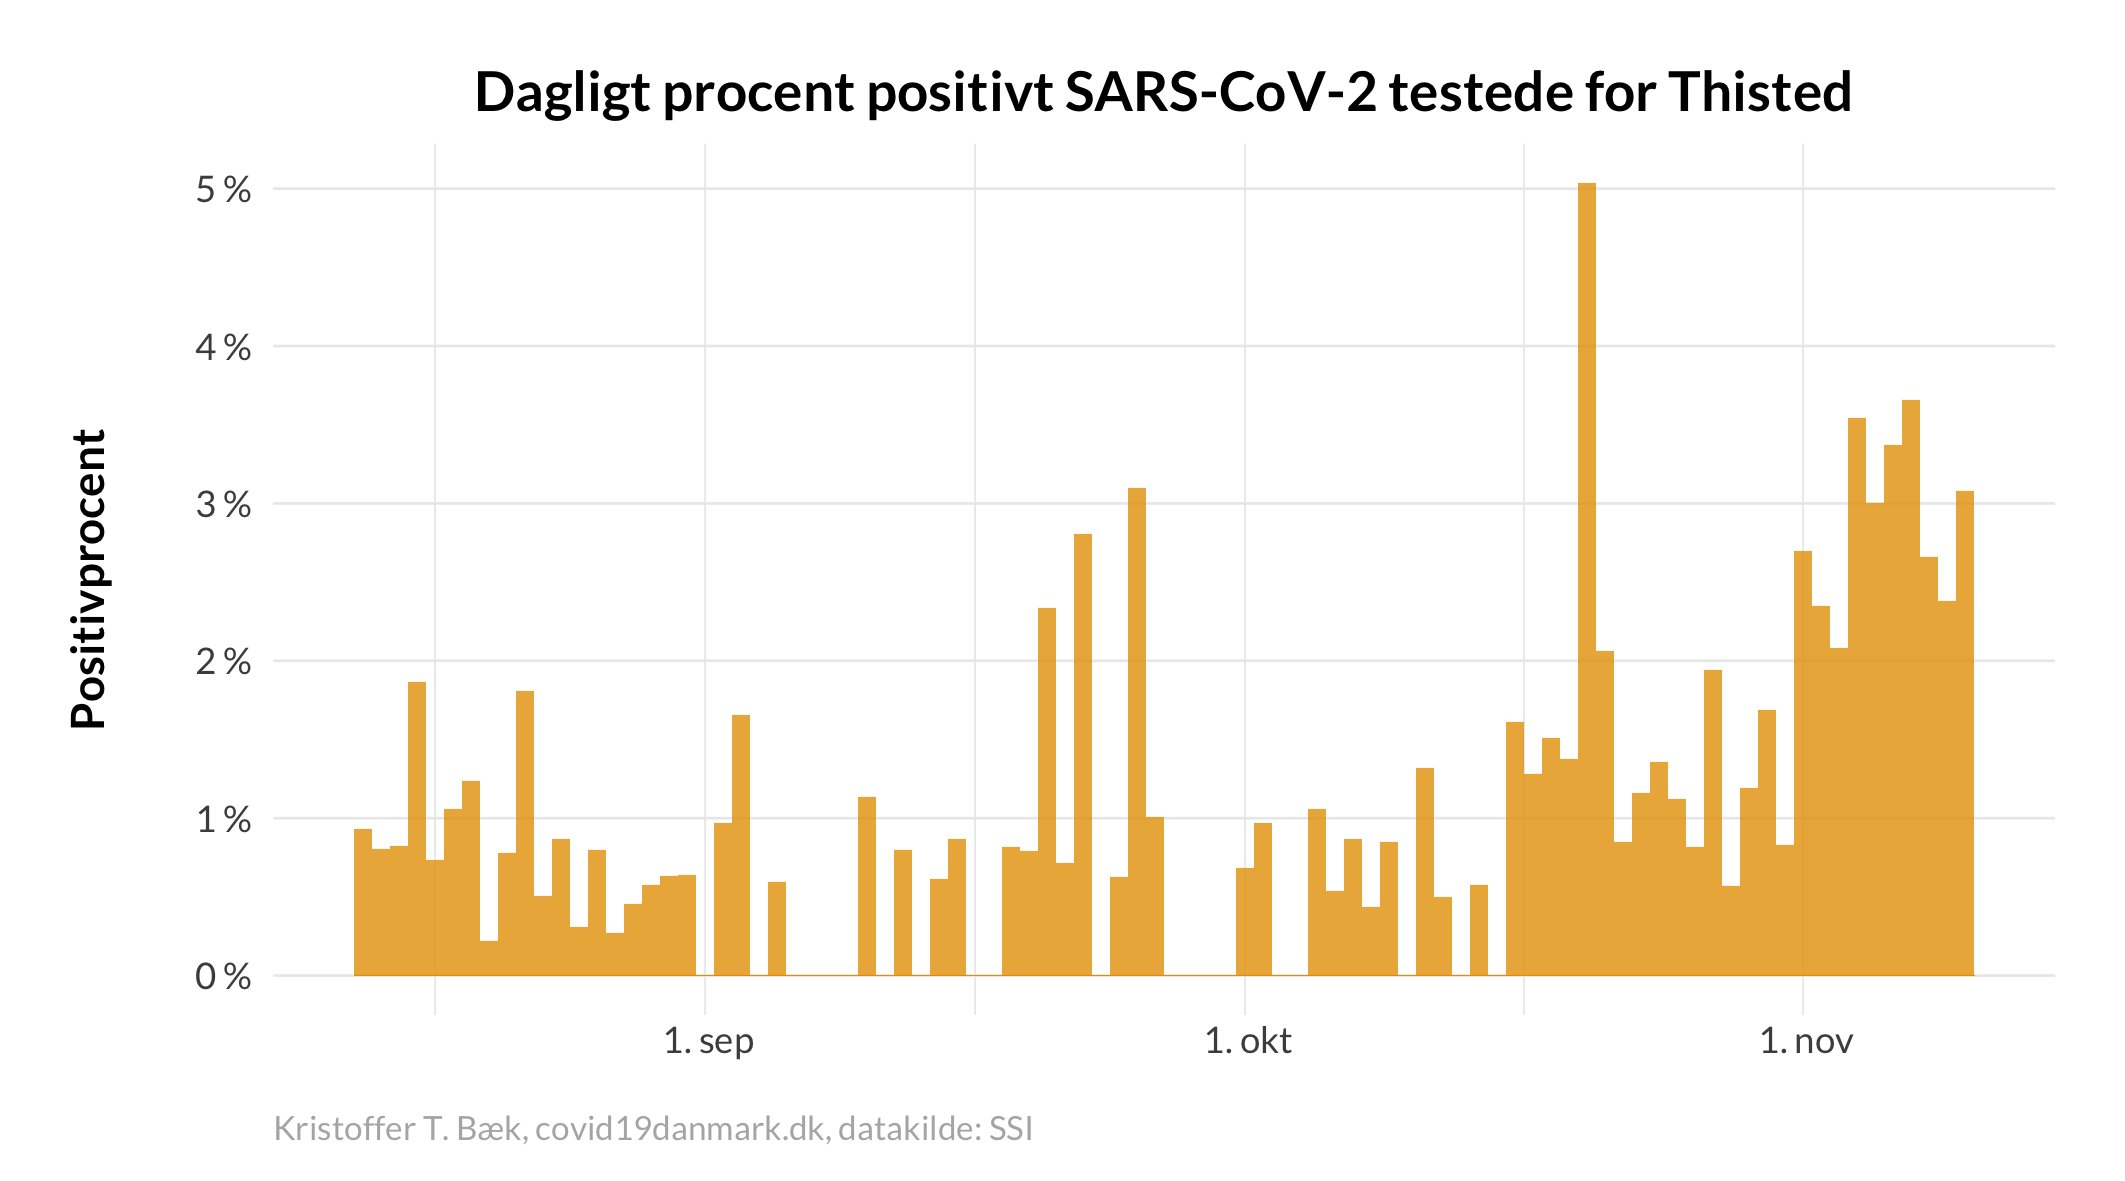 Dagligt procent positivt SARS-CoV-2 testede for Thisted
Positivprocent
5 %
4 %
3 %
2 %
1 %
0 %
1. sep
1. okt
1. nov
Kristoffer T. Bæk, covid19danmark.dk, datakilde: SSI